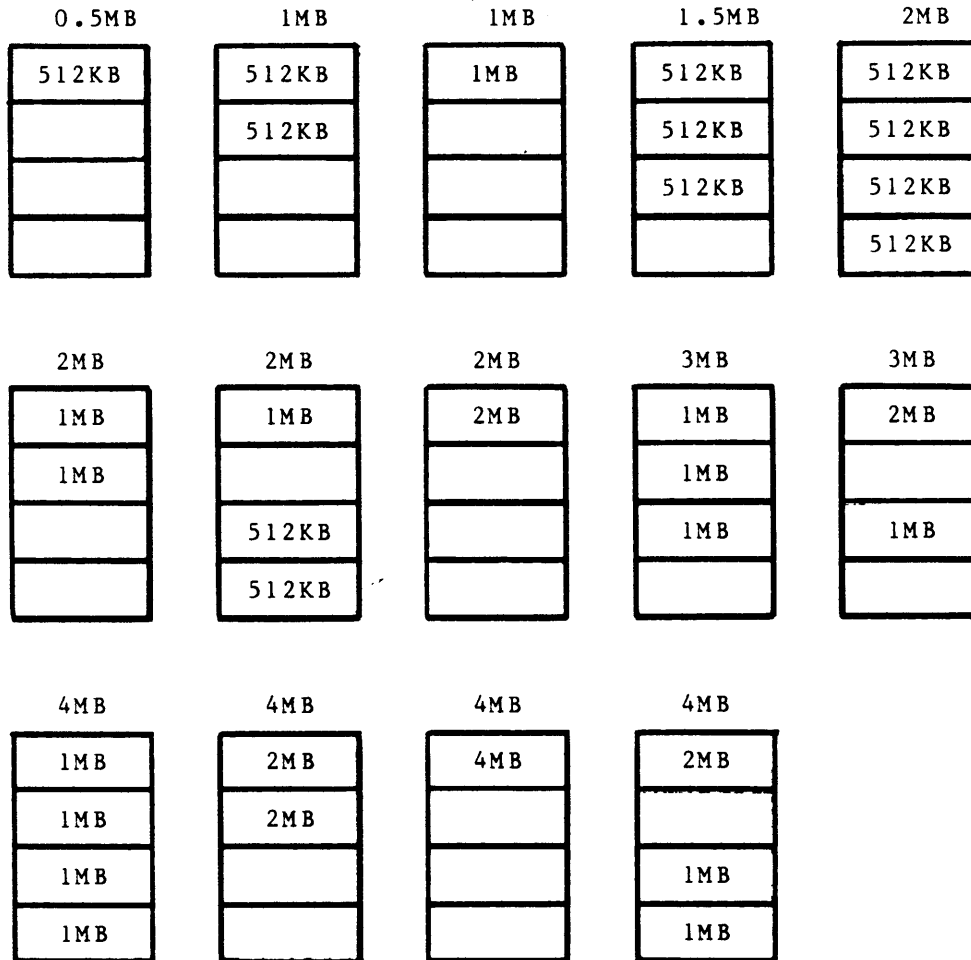 0.5MB 1MB 1MB 1.5MB 2MB
512KB 512KB 1MB 512KB 512KB
512KB 512KB 512KB
512KB 512KB
512KB
2MB 2MB 2MB 3MB 3MB
1MB 1MB 2MB 1MB 2MB
1MB 1MB
512KB 1MB 1MB
512KB
4MB 4MB 4MB 4MB
1MB 2MB 4MB 2MB
1MB 2MB
1MB 1MB
1MB 1MB